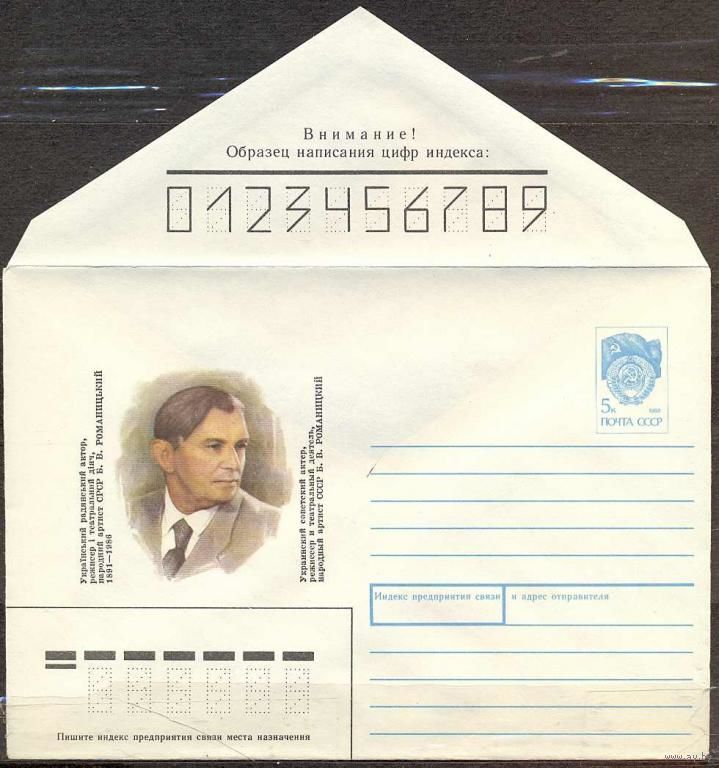 Внимание!
Образец написания цифр индекса:
0123456789
Український радянський актор,
режисер і театральний діяч,
народний артист СРСР Б. В. РОМАНИЦЬКИЙ
1891—1986
Украинский советский актер,
режиссер и театральный деятель,
народный артист СССР Б. В. РОМАНИЦКИЙ
5к 1988
ПОЧТА СССР
Индекс предприятия связи и адрес отправителя
Пишите индекс предприятия связи места назначения